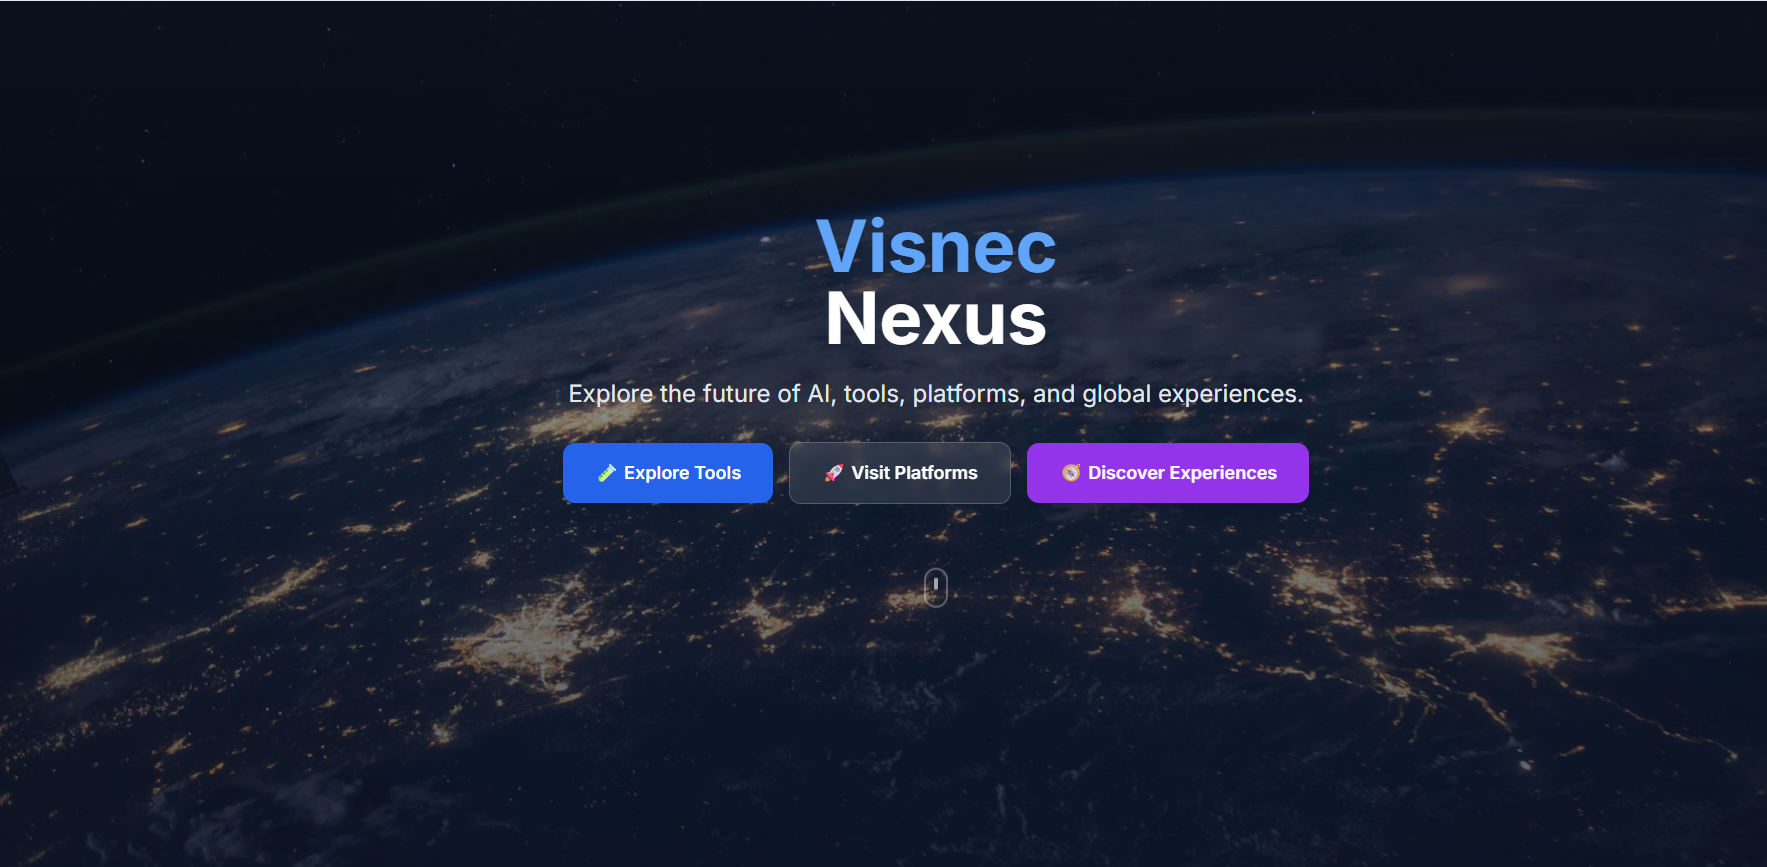 Visnec
Nexus
Explore the future of AI, tools, platforms, and global experiences.
Explore Tools
Visit Platforms
Discover Experiences